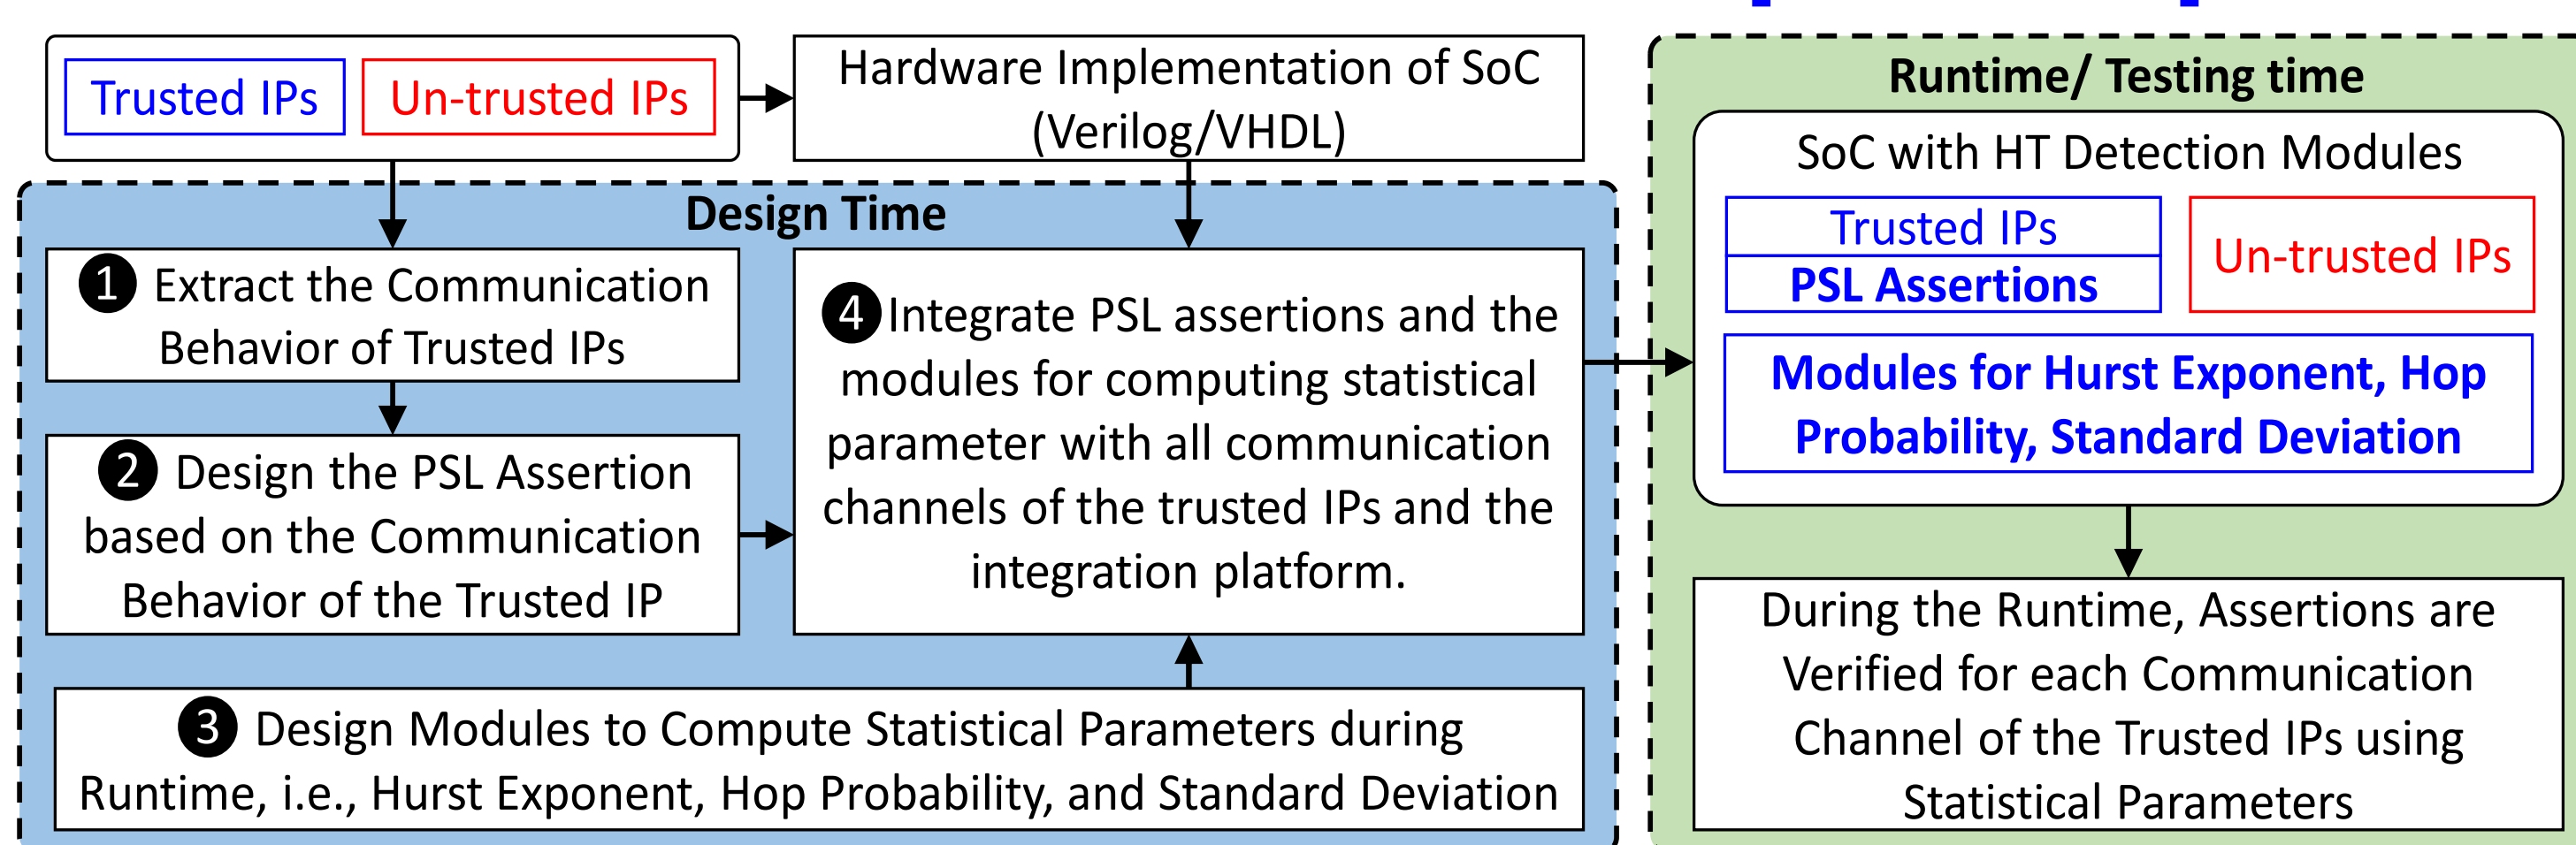 Trusted IPs
Un-trusted IPs
Hardware Implementation of SoC
(Verilog/VHDL)
Design Time
1 Extract the Communication
Behavior of Trusted IPs
2 Design the PSL Assertion
based on the Communication
Behavior of the Trusted IP
3 Design Modules to Compute Statistical Parameters during
Runtime, i.e., Hurst Exponent, Hop Probability, and Standard Deviation
4 Integrate PSL assertions and the
modules for computing statistical
parameter with all communication
channels of the trusted IPs and the
integration platform.
Runtime/ Testing time
SoC with HT Detection Modules
Trusted IPs
PSL Assertions
Un-trusted IPs
Modules for Hurst Exponent, Hop
Probability, Standard Deviation
During the Runtime, Assertions are
Verified for each Communication
Channel of the Trusted IPs using
Statistical Parameters